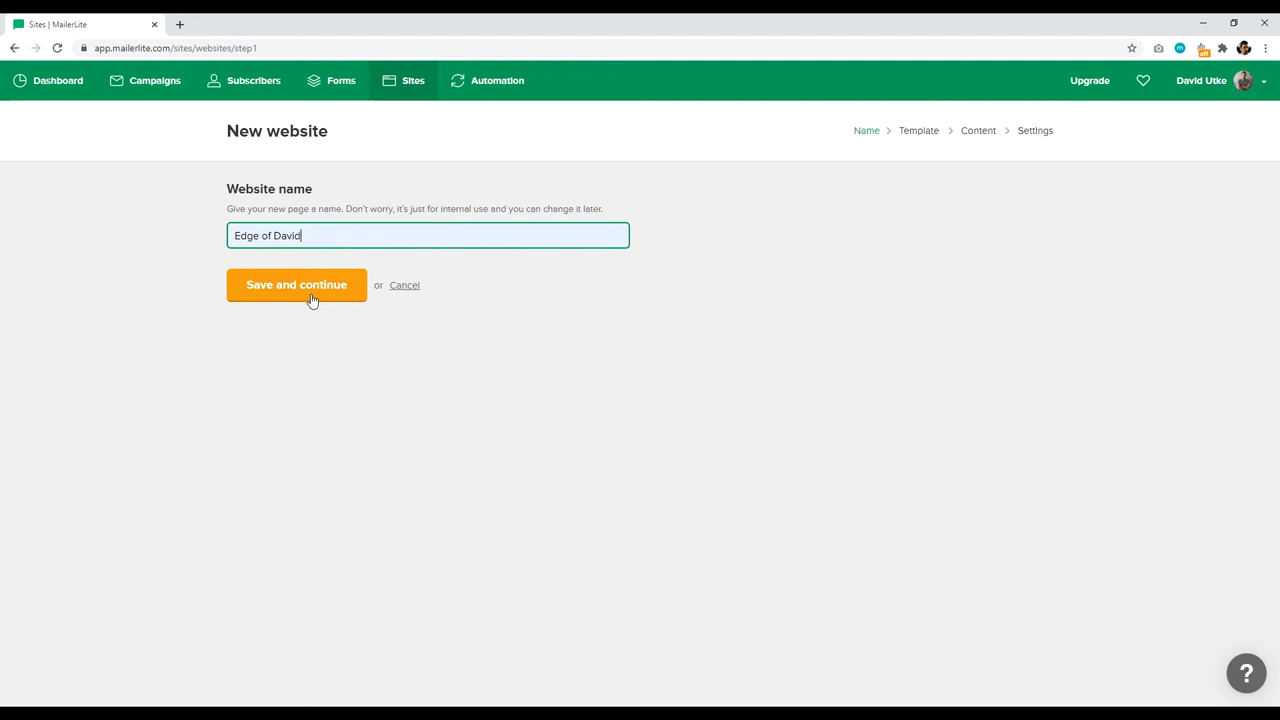 Sites | MailerLite
app.mailerlite.com/sites/websites/step1
off
Dashboard Campaigns Subscribers Forms Sites Automation Upgrade David Utke
New website
Name > Template > Content > Settings
Website name
Give your new page a name. Don't worry, it's just for internal use and you can change it later.
Edge of David
Save and continue or Cancel
?